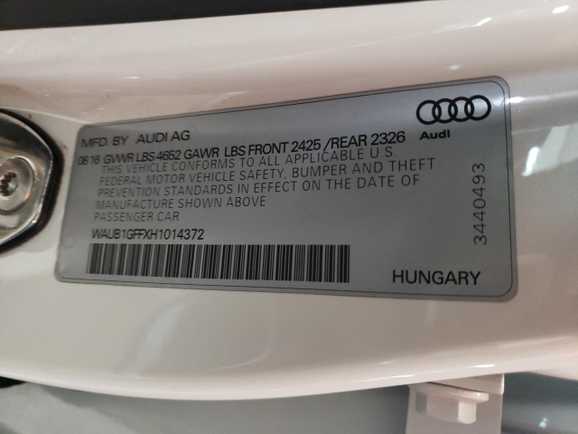 MFD. BY AUDI AG
08 16 GVWR LBS 4652 GAWR LBS FRONT 2425 /REAR 2326
THIS VEHICLE CONFORMS TO ALL APPLICABLE U S
FEDERAL MOTOR VEHICLE SAFETY, BUMPER AND THEFT
PREVENTION STANDARDS IN EFFECT ON THE DATE OF
MANUFACTURE SHOWN ABOVE
PASSENGER CAR
WAUB1GFFXH1014372
Audi
3440493
HUNGARY